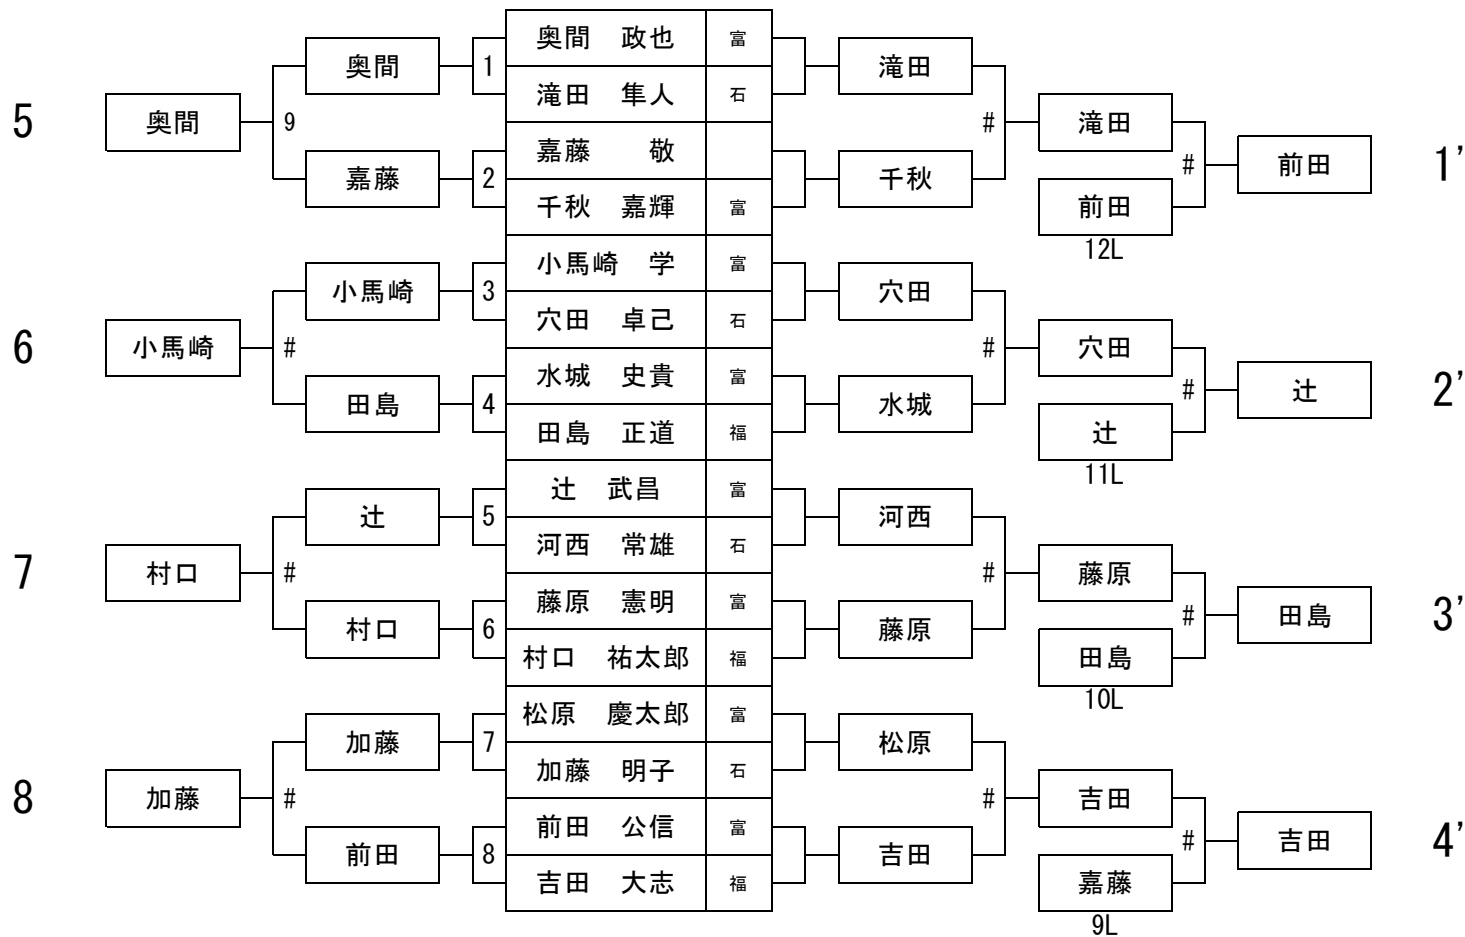 奥間　政也 富
奥間 1 滝田
滝田　隼人 石
5 奥間 9 # 滝田
嘉藤　　敬
前田 1’
嘉藤 2 千秋 #
千秋　嘉輝 富 前田
12L
小馬崎　学 富
小馬崎 3 穴田
穴田　卓己 石
6 小馬崎 # # 穴田
水城　史貴 富
辻 2’
田島 4 水城 #
田島　正道 福 辻
11L
辻　武昌 富
辻 5 河西
河西　常雄 石
7 村口 # # 藤原
藤原　憲明 富
田島 3’
村口 6 藤原 #
村口　祐太郎 福 田島
10L
松原　慶太郎 富
加藤 7 松原
加藤　明子 石
8 加藤 # # 吉田
前田　公信 富
吉田 4’
前田 8 吉田 #
吉田　大志 福 嘉藤
9L